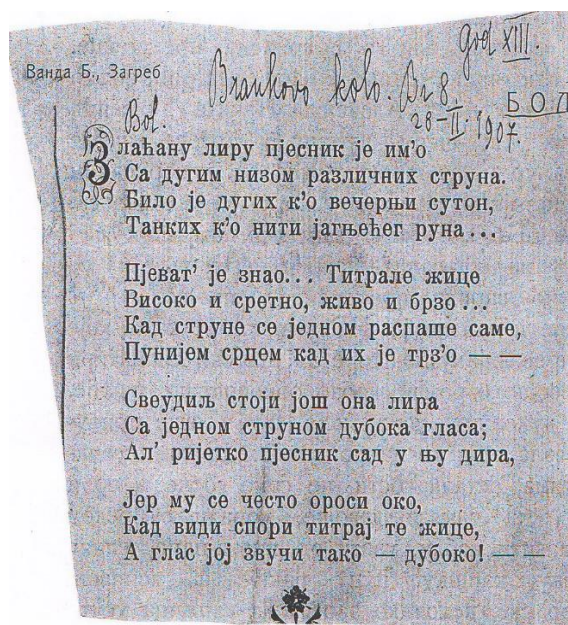 god XIII.
Ванда Б., Загреб
Brankovo kolo. Br 8
БОЛ
Bol.
28-II-1907.
Злаћану лиру пјесник је им’о
Са дугим низом различних струна.
Било је дугих к’о вечерњи сутон,
Танких к’о нити јагњећег руна...
Пјеват’ је знао... Титрале жице
Високо и сретно, живо и брзо...
Кад струне се једном распаше саме,
Пунијем срцем кад их је трз’о — —
Свеудиљ стоји још она лира
Са једном струном дубока гласа;
Ал’ ријетко пјесник сад у њу дира,
Јер му се често ороси око,
Кад види спори титрај те жице,
А глас јој звучи тако — дубоко! — —